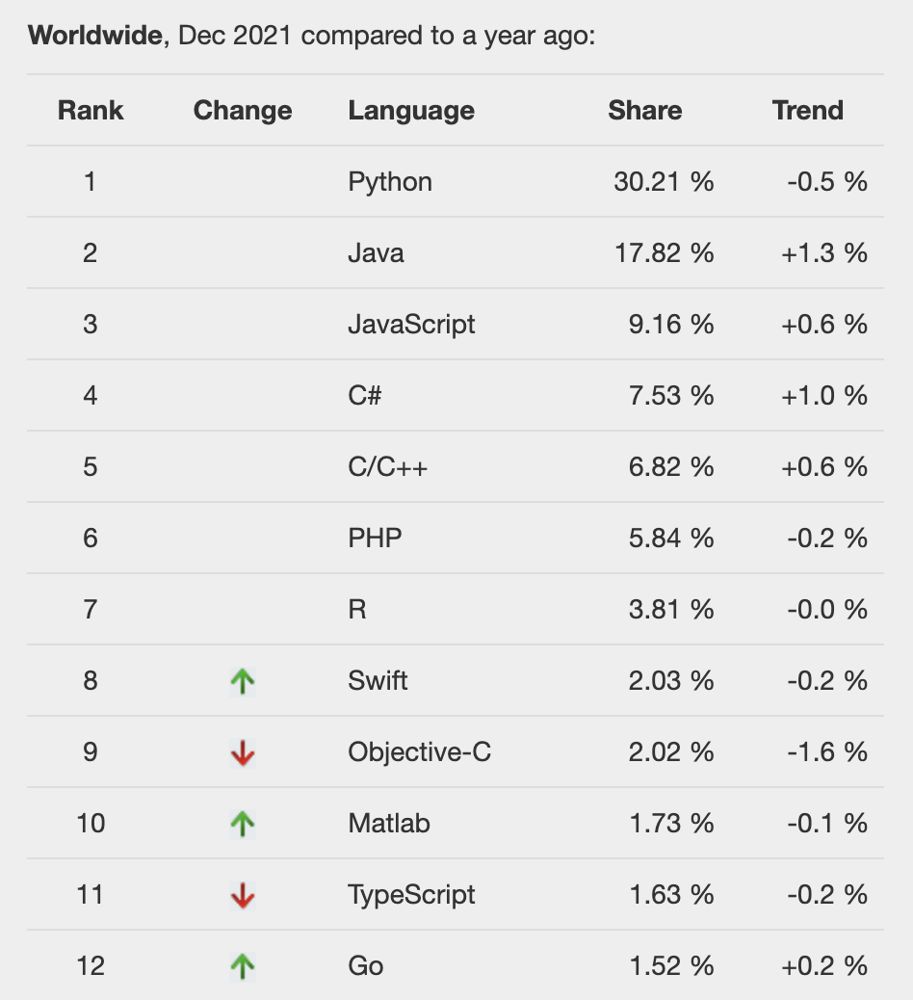 Worldwide, Dec 2021 compared to a year ago:
Rank Change Language Share Trend
1 Python 30.21 % -0.5 %
2 Java 17.82 % +1.3 %
3 JavaScript 9.16 % +0.6 %
4 C# 7.53 % +1.0 %
5 C/C++ 6.82 % +0.6 %
6 PHP 5.84 % -0.2 %
7 R 3.81 % -0.0 %
8 Swift 2.03 % -0.2 %
9 Objective-C 2.02 % -1.6 %
10 Matlab 1.73 % -0.1 %
11 TypeScript 1.63 % -0.2 %
12 Go 1.52 % +0.2 %